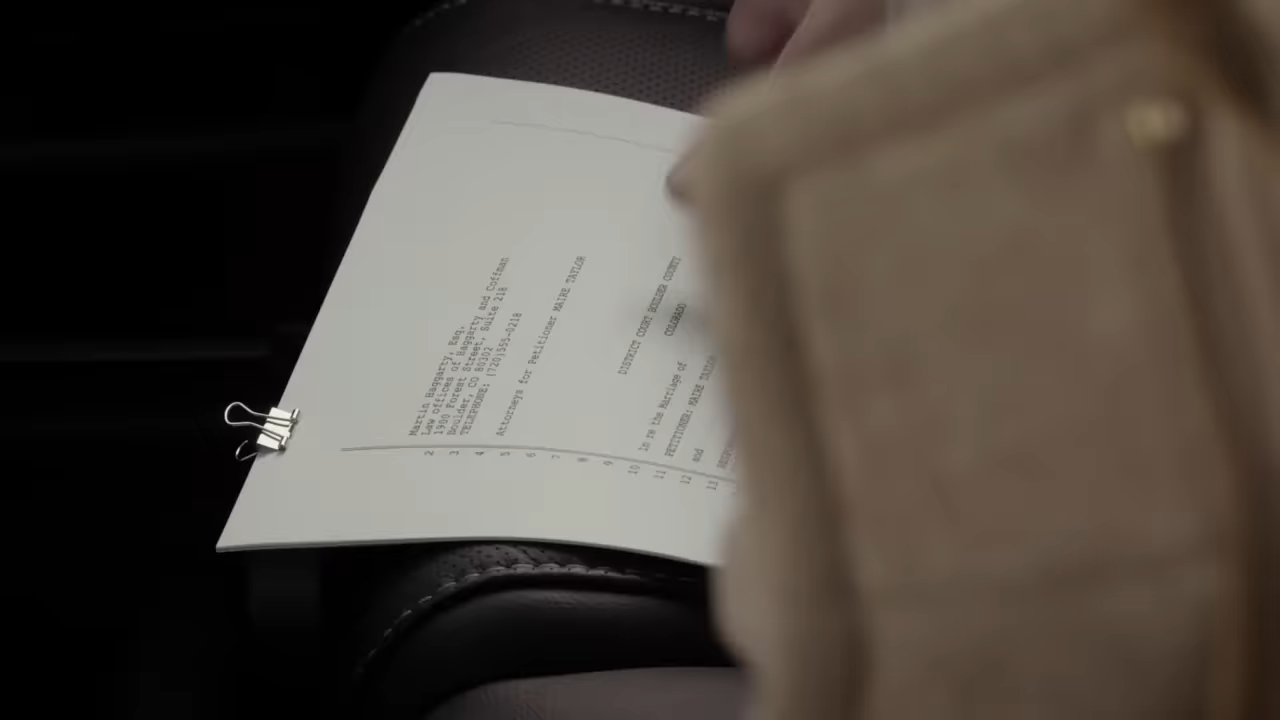 Martin Haggarty, Esq.
Law offices of Haggarty and Coffman
1900 Forest Street, Suite 218
Boulder, CO 80302
TELEPHONE: (720)555-0218
Attorneys for Petitioner MAIRE TAYLOR
DISTRICT COURT BOULDER COUNTY
COLORADO
In re the Marriage of
PETITIONER: MAIRE TAYLOR
and
2
3
4
5
6
7
8
9
10
11
12
13